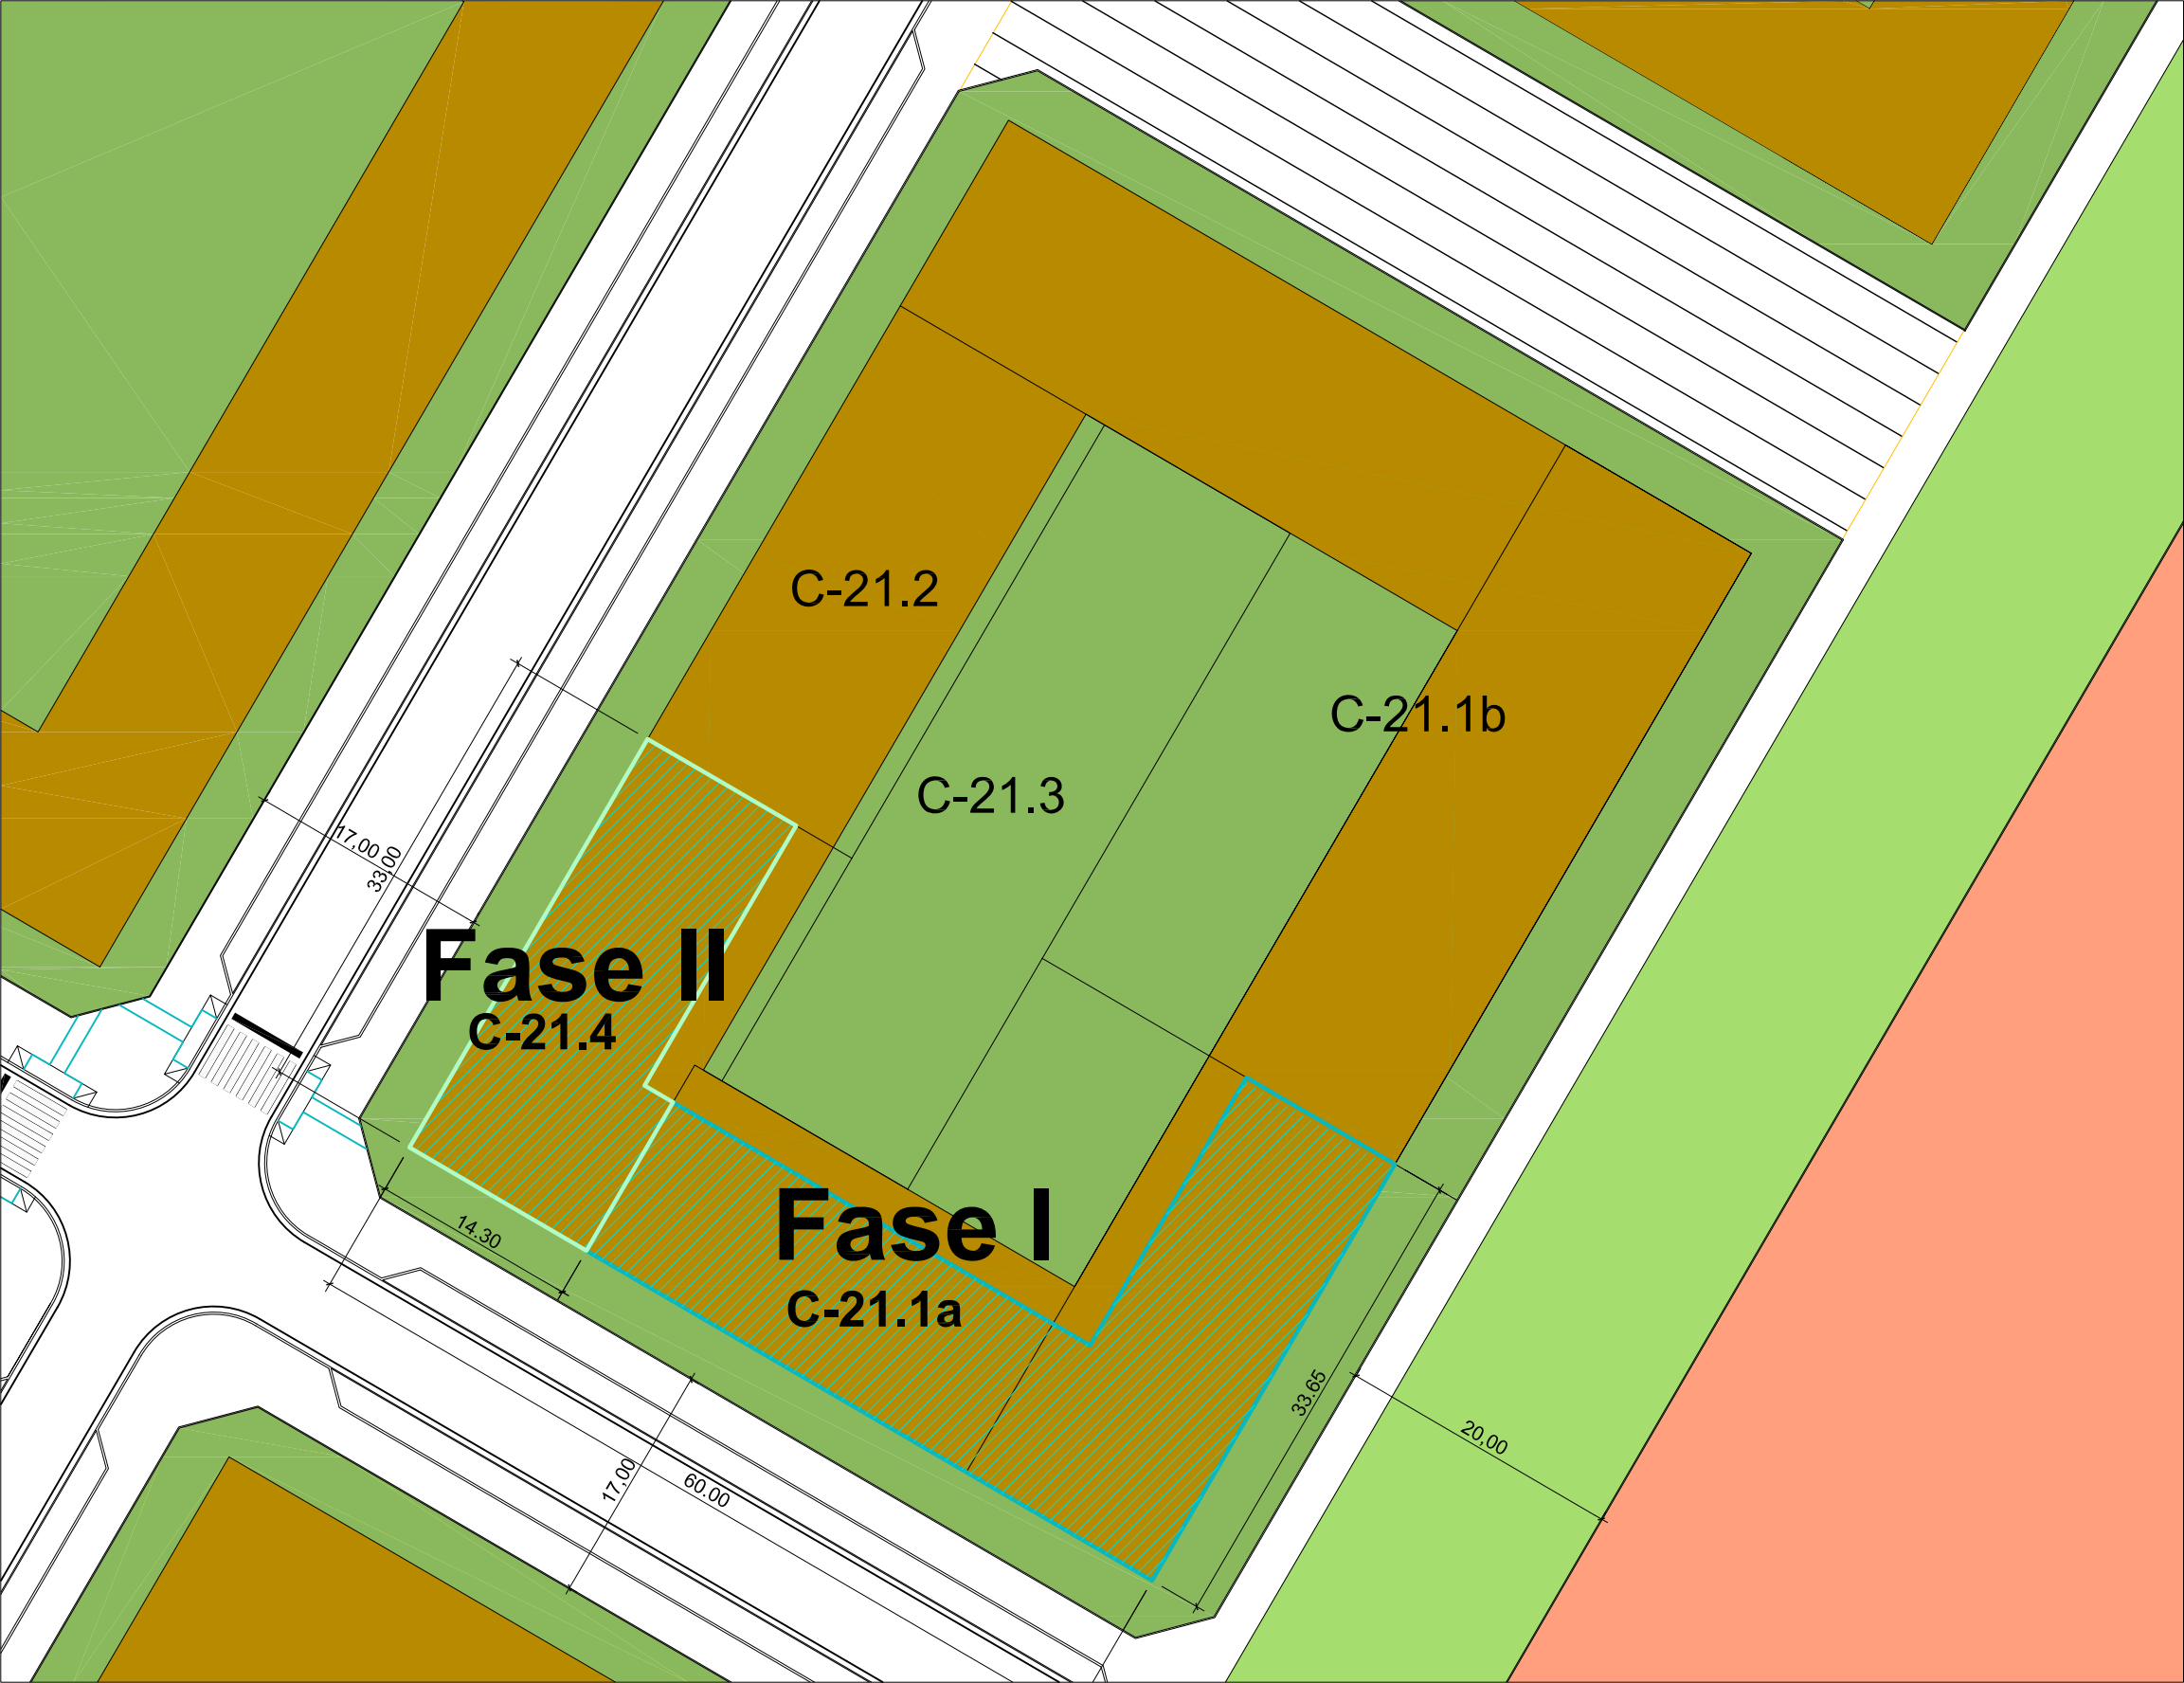 C-21.2
C-21.1b
C-21.3
17,00
33,00
Fase II
C-21.4
Fase I
C-21.1a
14.30
33.65
20,00
17,00
60.00